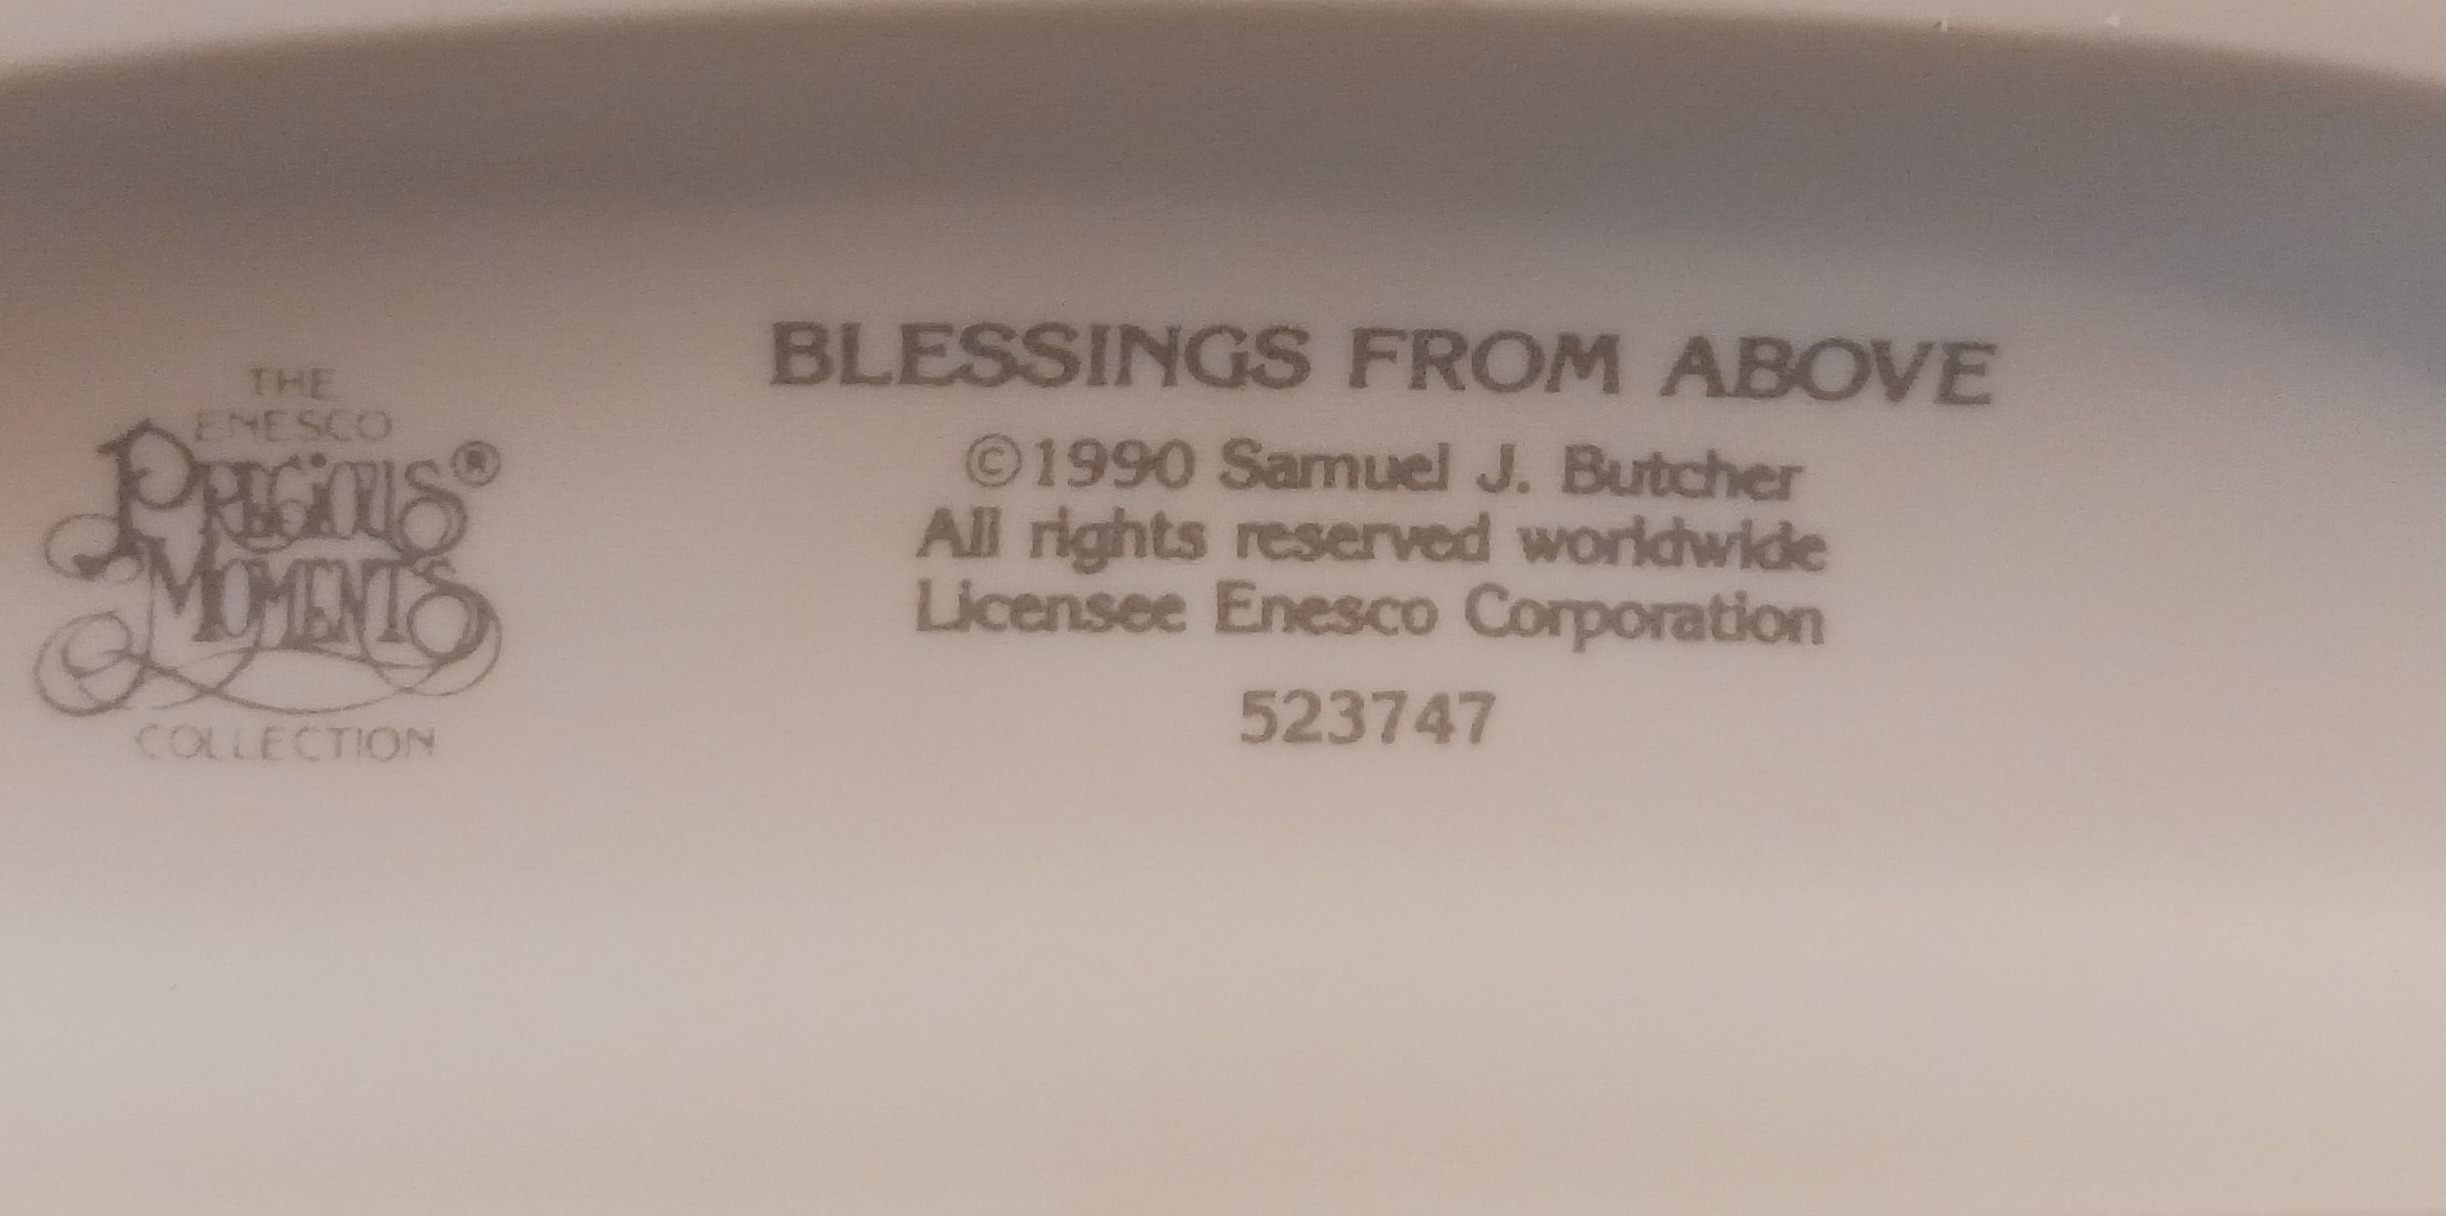 THE
ENESCO
PRECIOUS®
MOMENTS
COLLECTION
BLESSINGS FROM ABOVE
©1990 Samuel J. Butcher
All rights reserved worldwide
Licensee Enesco Corporation
523747